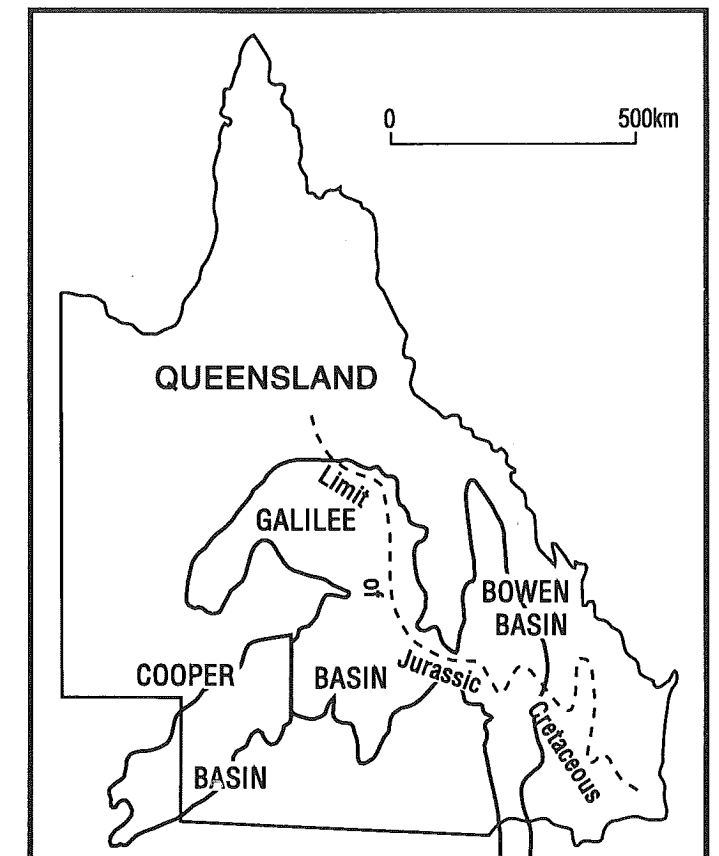 0 500km
QUEENSLAND
Limit
GALILEE
of
BOWEN
BASIN
Jurassic
COOPER
BASIN
Cretaceous
BASIN